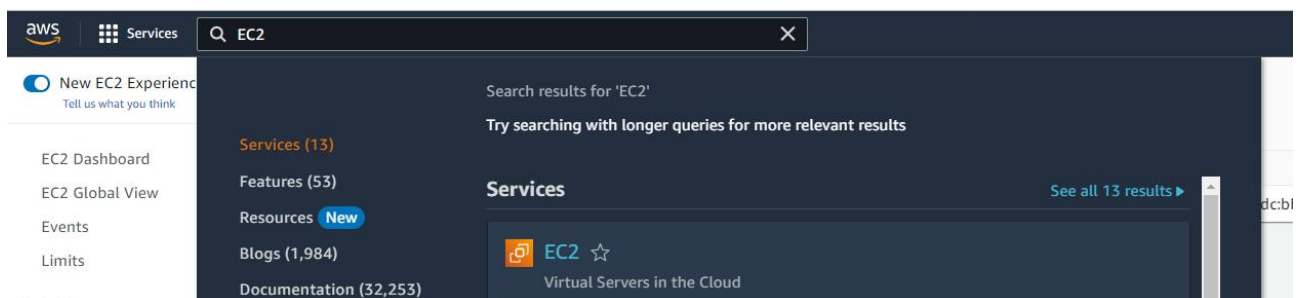 aws
Services
EC2
New EC2 Experienc
Tell us what you think
EC2 Dashboard
EC2 Global View
Events
Limits
Services (13)
Features (53)
Resources New
Blogs (1,984)
Documentation (32,253)
Search results for 'EC2'
Try searching with longer queries for more relevant results
Services
See all 13 results
EC2
Virtual Servers in the Cloud